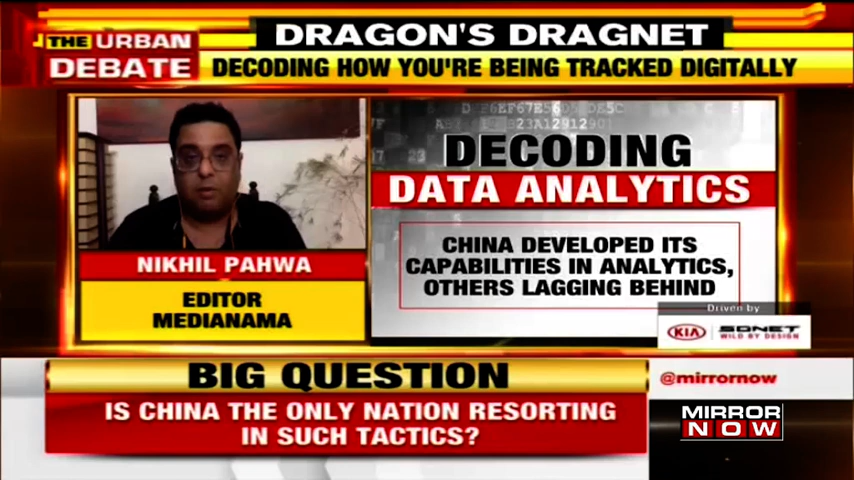 THE URBAN
DEBATE
DRAGON'S DRAGNET
DECODING HOW YOU'RE BEING TRACKED DIGITALLY
DECODING
DATA ANALYTICS
CHINA DEVELOPED ITS
CAPABILITIES IN ANALYTICS,
OTHERS LAGGING BEHIND
NIKHIL PAHWA
EDITOR
MEDIANAMA
Driven by
KIA
SONET
WILD BY DESIGN
BIG QUESTION
IS CHINA THE ONLY NATION RESORTING
IN SUCH TACTICS?
@mirrornow
MIRROR
NOW